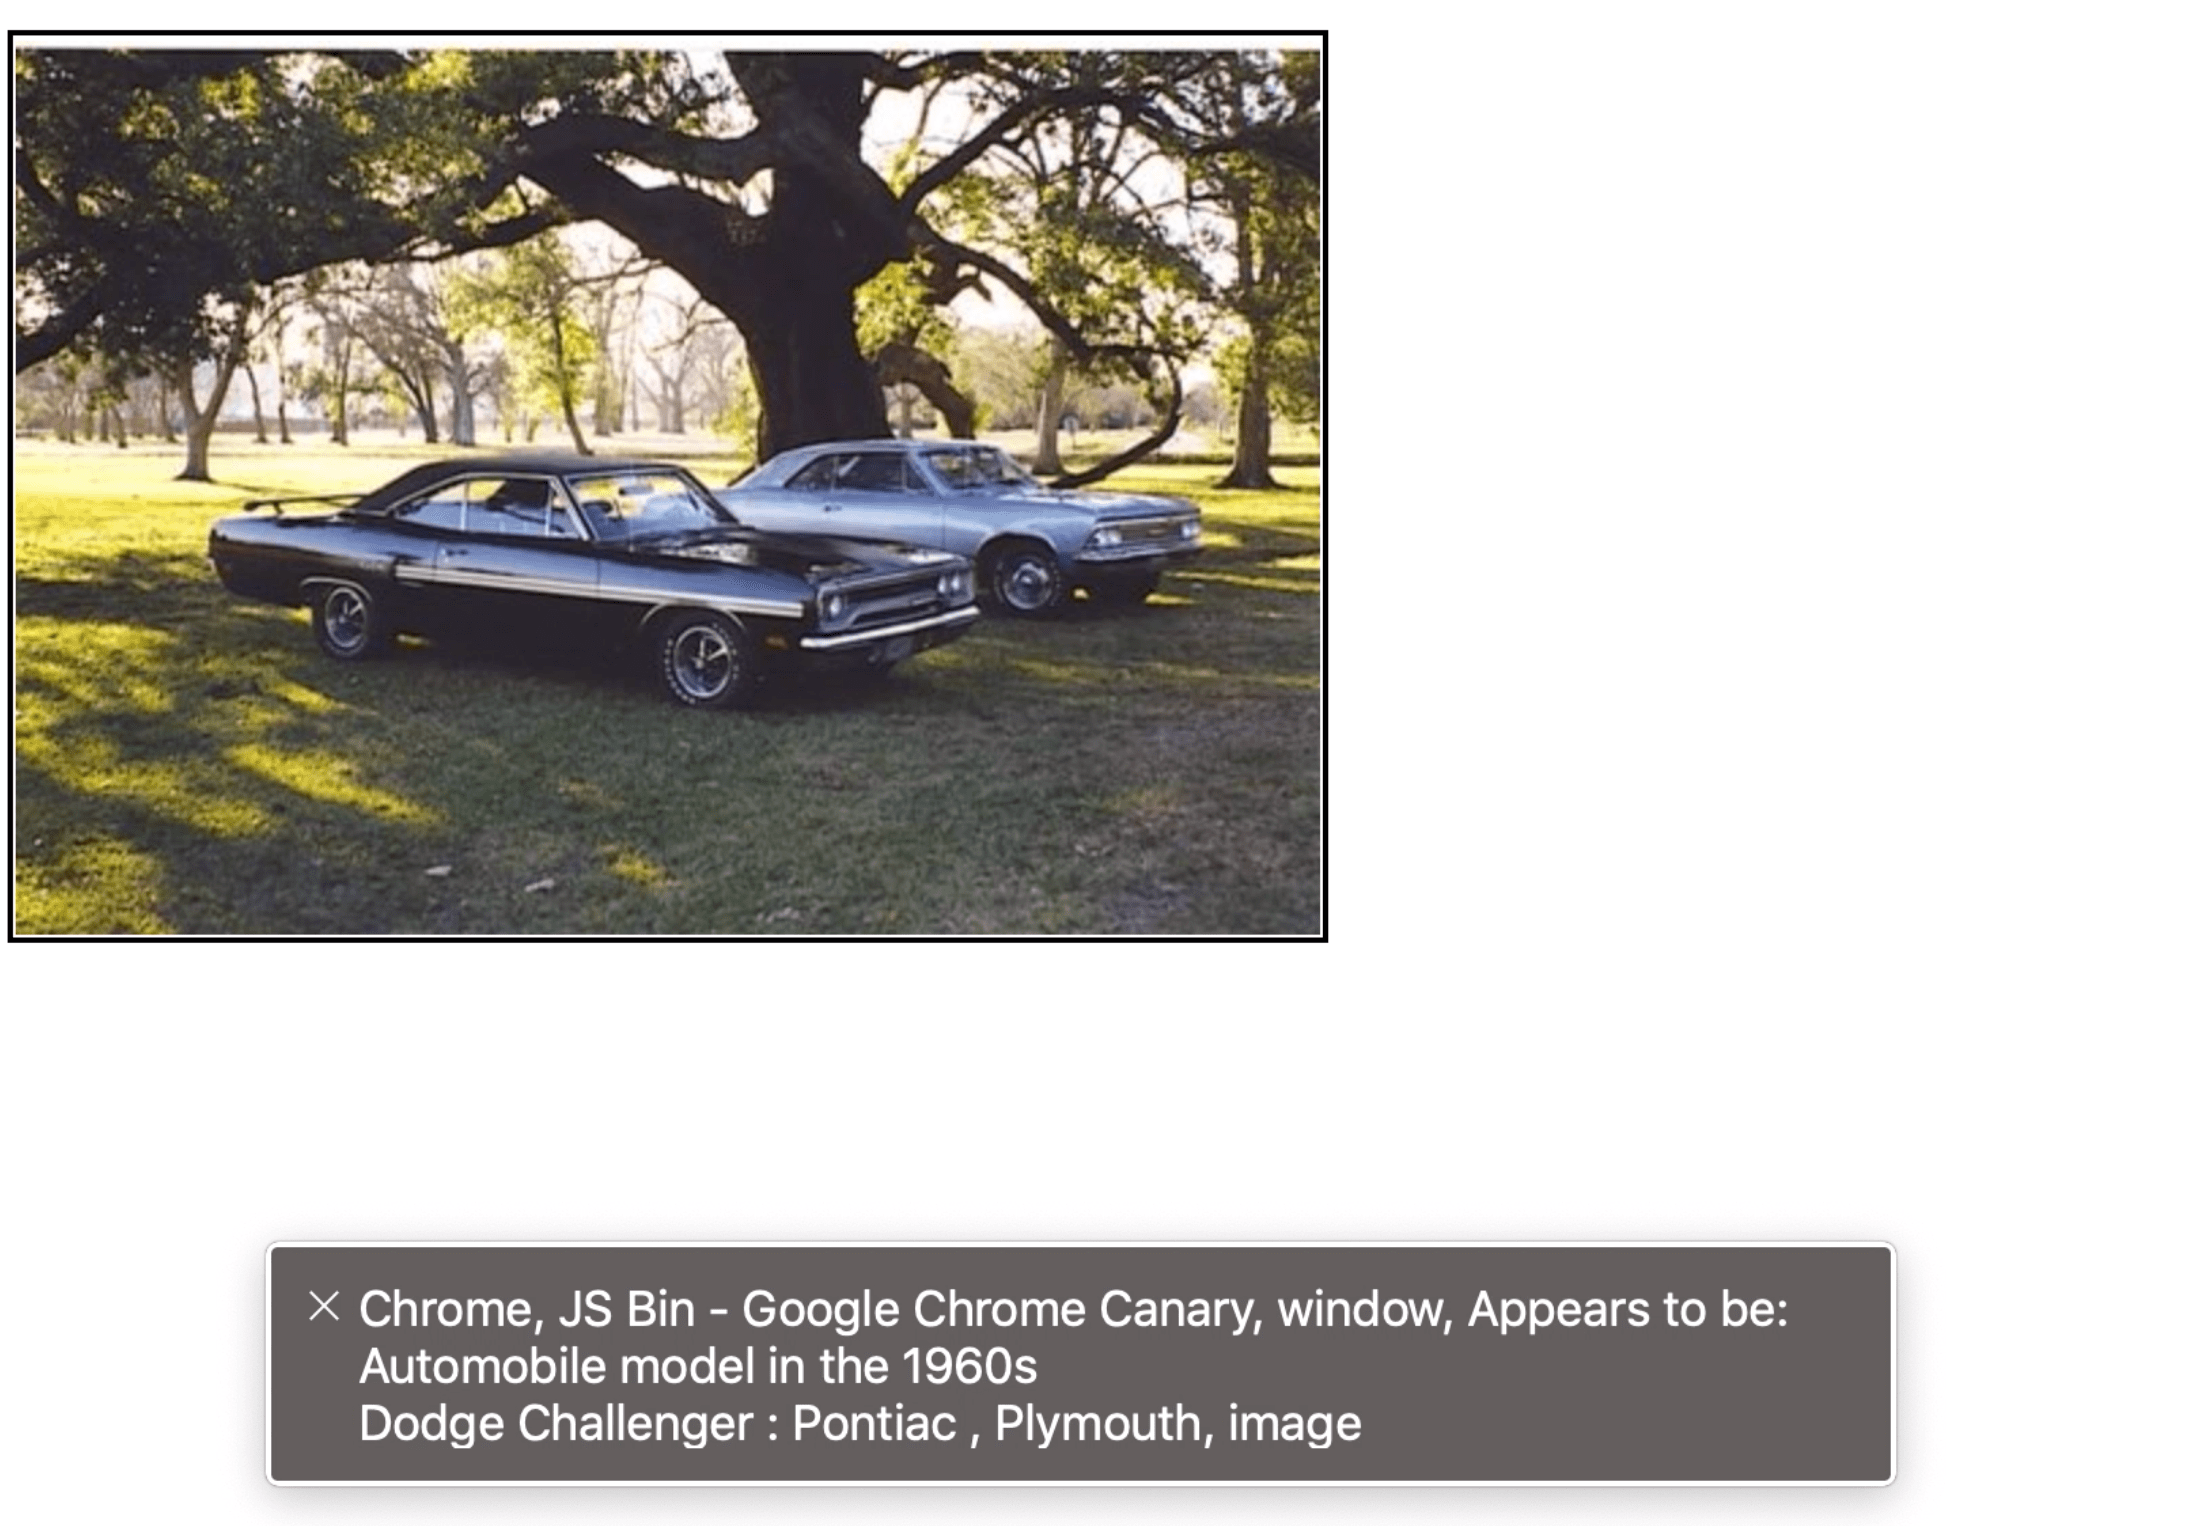 Chrome, JS Bin - Google Chrome Canary, window, Appears to be:
Automobile model in the 1960s
Dodge Challenger : Pontiac , Plymouth, image